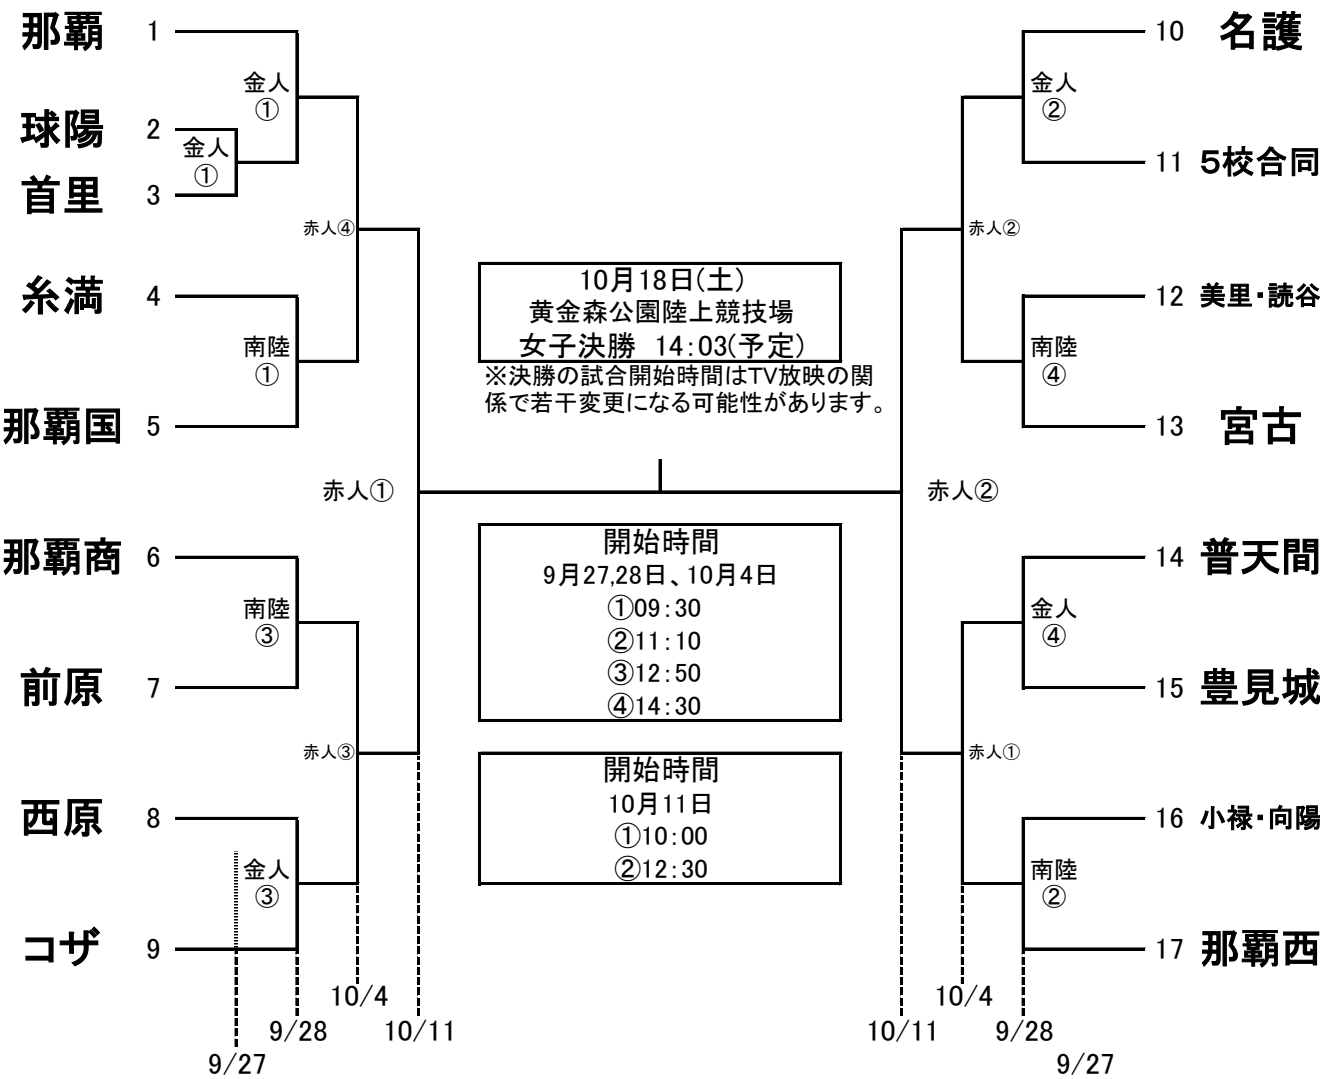 那覇 1
金人
①
球陽 2
金人
①
首里 3
赤人④
糸満 4
南陸
①
那覇国 5
赤人①
那覇商 6
南陸
③
前原 7
赤人③
西原 8
金人
③
コザ 9
10/4
9/28
10/11
9/27
10月18日(土)
黄金森公園陸上競技場
女子決勝 14:03(予定)
※決勝の試合開始時間はTV放映の関
係で若干変更になる可能性があります。
開始時間
9月27,28日、10月4日
①09:30
②11:10
③12:50
④14:30
開始時間
10月11日
①10:00
②12:30
10 名護
金人
②
11 5校合同
赤人②
12 美里・読谷
南陸
④
13 宮古
赤人②
14 普天間
金人
④
15 豊見城
赤人①
16 小禄・向陽
南陸
②
17 那覇西
10/4
10/11
9/28
9/27